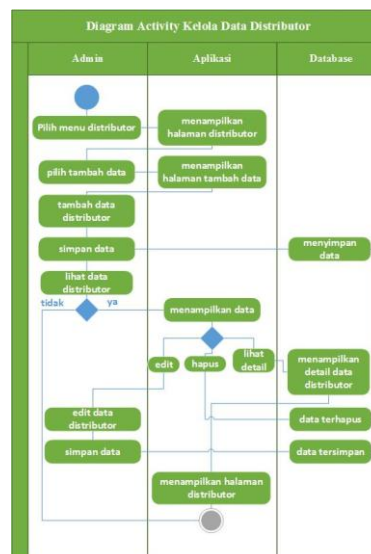 Diagram Activity Kelola Data Distributor
Admin
Aplikasi
Database
Pilih menu distributor
menampilkan
halaman distributor
pilih tambah data
menampilkan
halaman tambah data
tambah data
distributor
simpan data
menyimpan
data
lihat data
distributor
tidak
ya
menampilkan data
edit
hapus
lihat
detail
menampilkan
detail data
distributor
edit data
distributor
data terhapus
simpan data
data tersimpan
menampilkan halaman
distributor